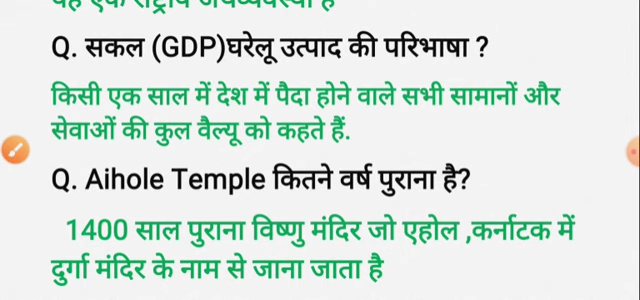 Q. सकल (GDP)घरेलू उत्पाद की परिभाषा ?
किसी एक साल में देश में पैदा होने वाले सभी सामानों और
सेवाओं की कुल वैल्यू को कहते हैं.
Q. Aihole Temple कितने वर्ष पुराना है?
1400 साल पुराना विष्णु मंदिर जो एहोल ,कर्नाटक में
दुर्गा मंदिर के नाम से जाना जाता है